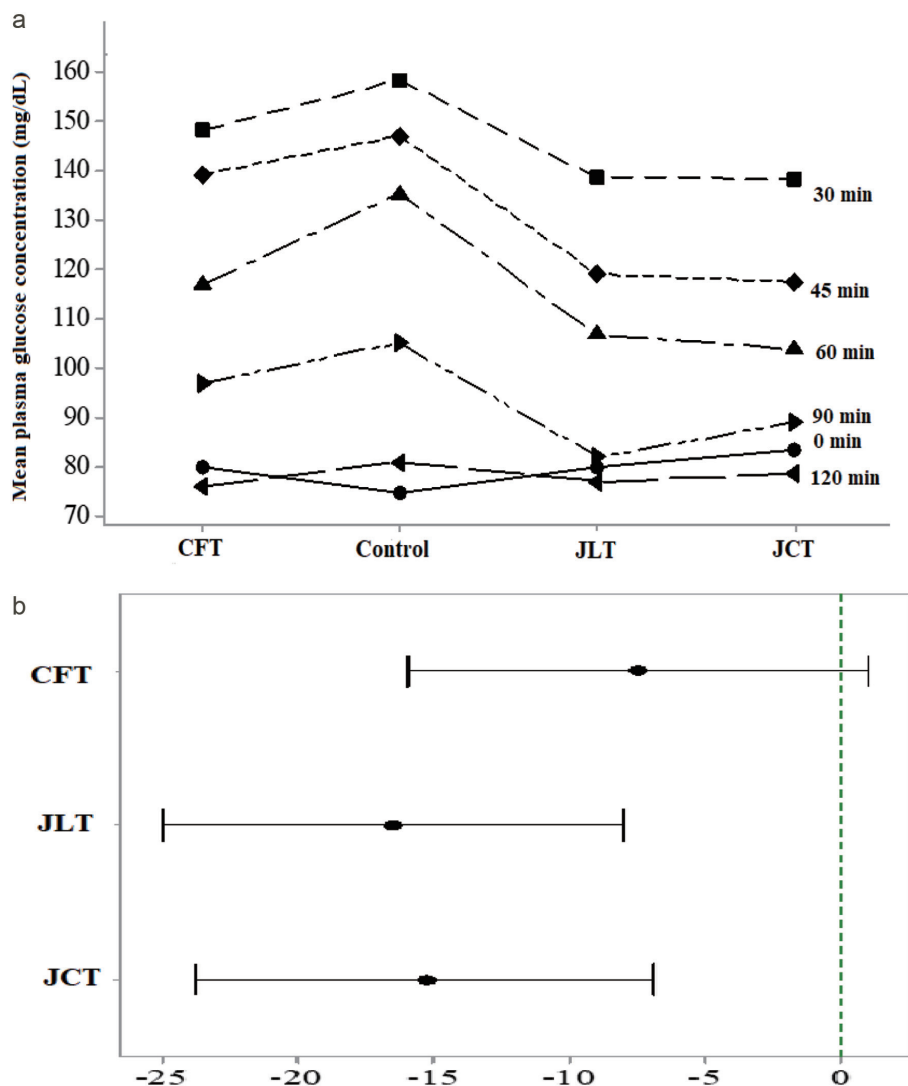 a
Mean plasma glucose concentration (mg/dL)
160
150
140
130
120
110
100
90
80
70
30 min
45 min
60 min
90 min
0 min
120 min
CFT Control JLT JCT
b
CFT
JLT
JCT
-25 -20 -15 -10 -5 0